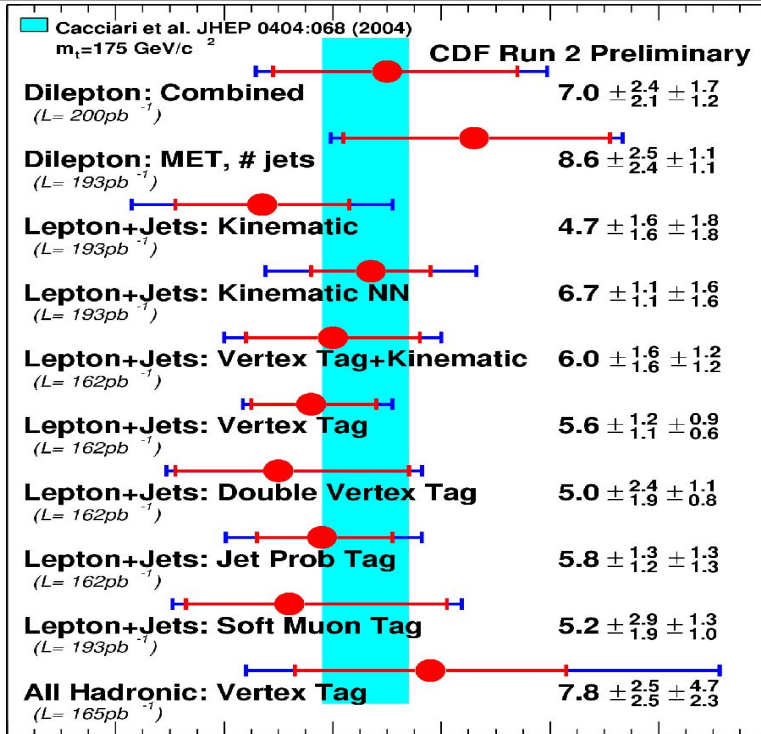 Cacciari et al. JHEP 0404:068 (2004)
m_t=175 GeV/c ²
CDF Run 2 Preliminary
Dilepton: Combined 7.0 ± 2.4 2.1 ± 1.7 1.2
(L= 200pb ⁻¹)
Dilepton: MET, # jets 8.6 ± 2.5 2.4 ± 1.1 1.1
(L= 193pb ⁻¹)
Lepton+Jets: Kinematic 4.7 ± 1.6 1.6 ± 1.8 1.8
(L= 193pb ⁻¹)
Lepton+Jets: Kinematic NN 6.7 ± 1.1 1.1 ± 1.6 1.6
(L= 193pb ⁻¹)
Lepton+Jets: Vertex Tag+Kinematic 6.0 ± 1.6 1.6 ± 1.2 1.2
(L= 162pb ⁻¹)
Lepton+Jets: Vertex Tag 5.6 ± 1.2 1.1 ± 0.9 0.6
(L= 162pb ⁻¹)
Lepton+Jets: Double Vertex Tag 5.0 ± 2.4 1.9 ± 1.1 0.8
(L= 162pb ⁻¹)
Lepton+Jets: Jet Prob Tag 5.8 ± 1.3 1.2 ± 1.3 1.3
(L= 162pb ⁻¹)
Lepton+Jets: Soft Muon Tag 5.2 ± 2.9 1.9 ± 1.3 1.0
(L= 193pb ⁻¹)
All Hadronic: Vertex Tag 7.8 ± 2.5 2.5 ± 4.7 2.3
(L= 165pb ⁻¹)